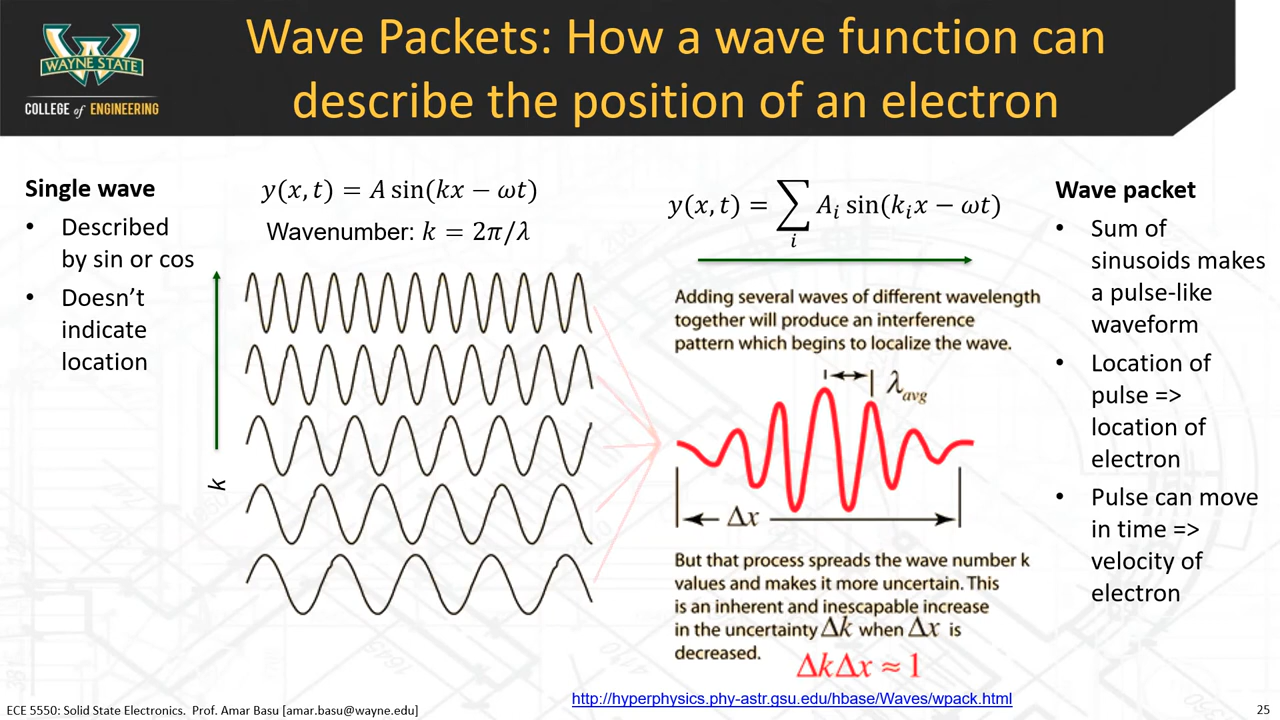 WAYNE STATE
COLLEGE of ENGINEERING
Wave Packets: How a wave function can
describe the position of an electron
Single wave
• Described
by sin or cos
• Doesn't
indicate
location
y(x, t) = A sin(kx − ωt)
Wavenumber: k = 2π/λ
k
y(x, t) = ∑ᵢ Aᵢ sin(kᵢx − ωt)
Adding several waves of different wavelength
together will produce an interference
pattern which begins to localize the wave.
λavg
Δx
But that process spreads the wave number k
values and makes it more uncertain. This
is an inherent and inescapable increase
in the uncertainty Δk when Δx is
decreased.
ΔkΔx ≈ 1
http://hyperphysics.phy-astr.gsu.edu/hbase/Waves/wpack.html
Wave packet
• Sum of
sinusoids makes
a pulse-like
waveform
• Location of
pulse =>
location of
electron
• Pulse can move
in time =>
velocity of
electron
ECE 5550: Solid State Electronics. Prof. Amar Basu [amar.basu@wayne.edu]
25